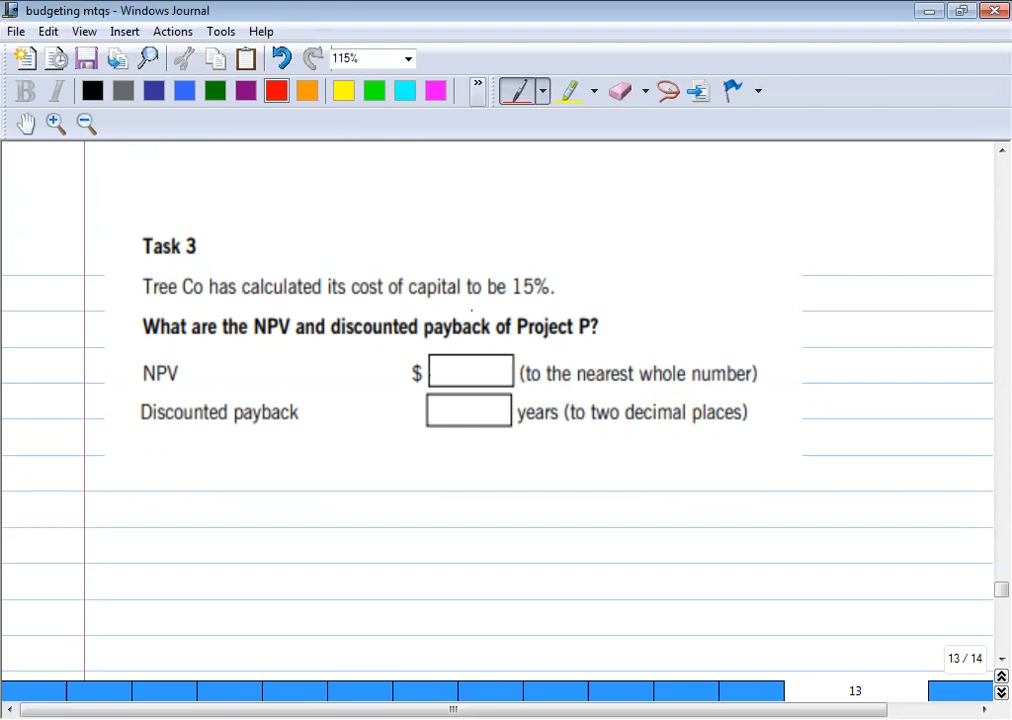 budgeting mtqs - Windows Journal
File Edit View Insert Actions Tools Help
115%
B I »
Task 3
Tree Co has calculated its cost of capital to be 15%.
What are the NPV and discounted payback of Project P?
NPV $ (to the nearest whole number)
Discounted payback years (to two decimal places)
13 / 14
13